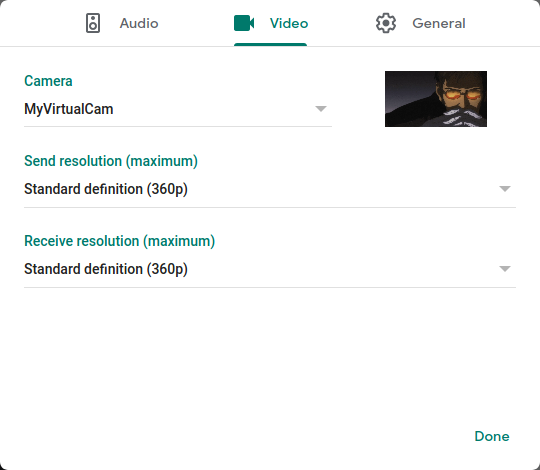 Audio
Video
General
Camera
MyVirtualCam
Send resolution (maximum)
Standard definition (360p)
Receive resolution (maximum)
Standard definition (360p)
Done